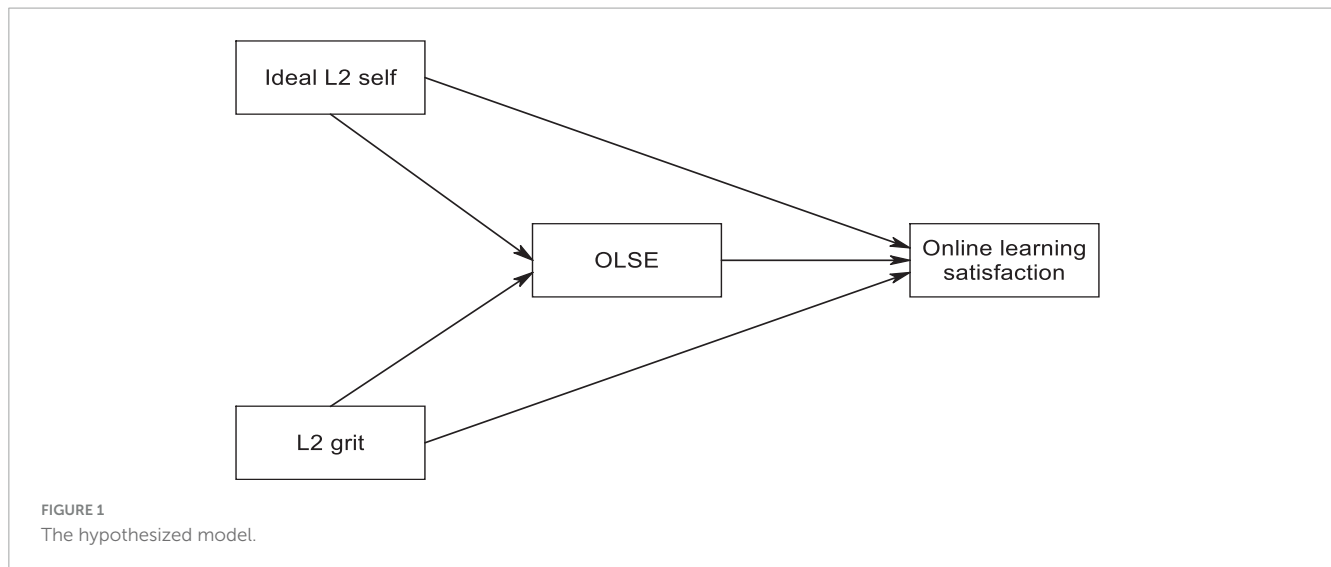 Ideal L2 self
OLSE
Online learning
satisfaction
L2 grit
FIGURE 1
The hypothesized model.